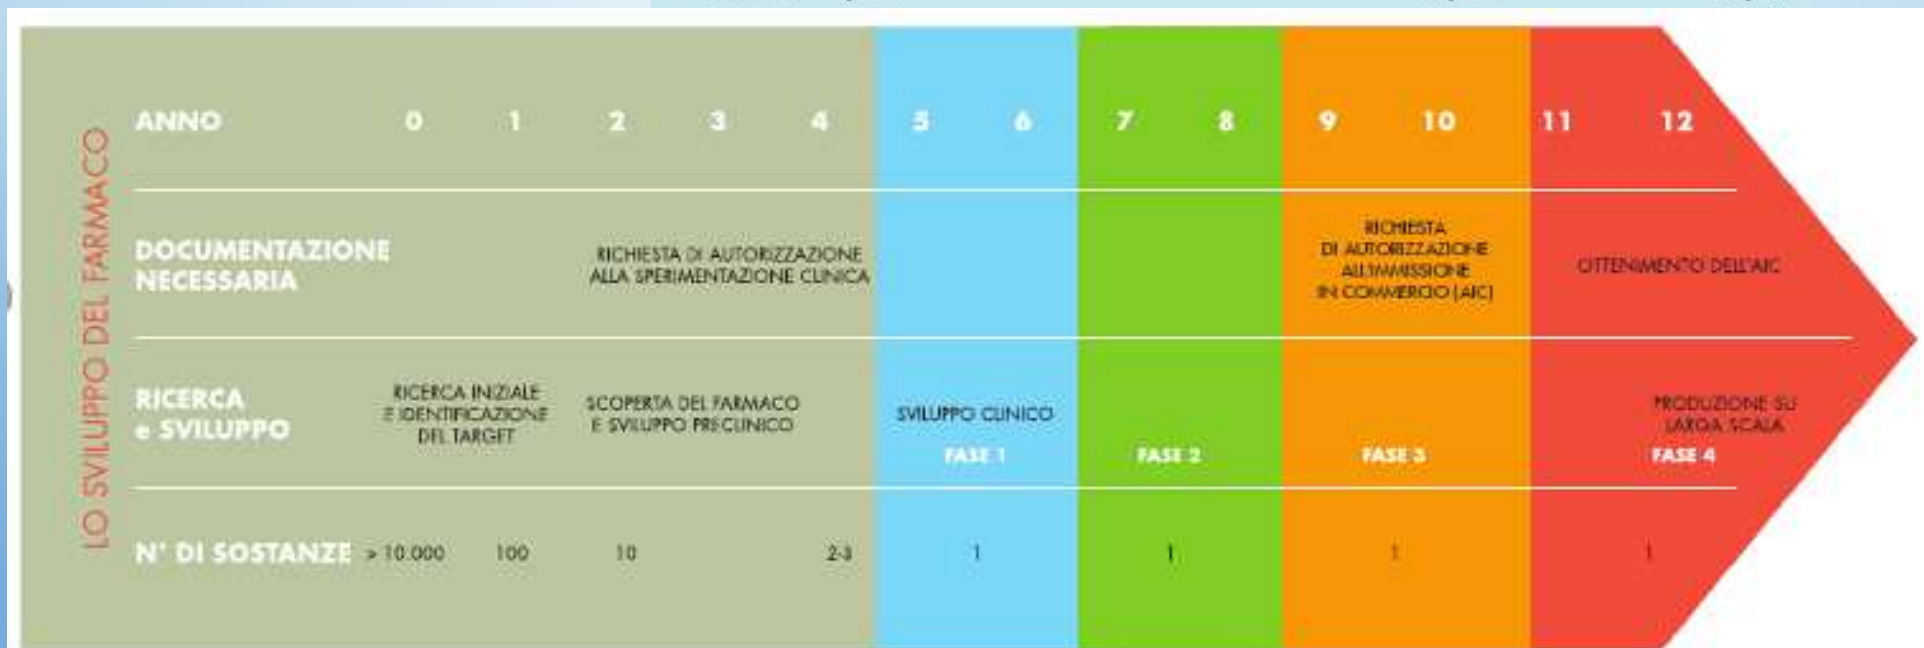 LO SVILUPPO DEL FARMACO
ANNO 0 1 2 3 4 5 6 7 8 9 10 11 12
DOCUMENTAZIONE
NECESSARIA
RICHIESTA DI AUTORIZZAZIONE
ALLA SPERIMENTAZIONE CLINICA
RICHIESTA
DI AUTORIZZAZIONE
ALL'IMMISSIONE
IN COMMERCIO (AIC)
OTTENIMENTO DELL'AIC
RICERCA
e SVILUPPO
RICERCA INIZIALE
E IDENTIFICAZIONE
DEL TARGET
SCOPERTA DEL FARMACO
E SVILUPPO PRECLINICO
SVILUPPO CLINICO
FASE 1
FASE 2
FASE 3
PRODUZIONE SU
LARGA SCALA
FASE 4
N° DI SOSTANZE > 10.000 100 10 2-3 1 1 1 1